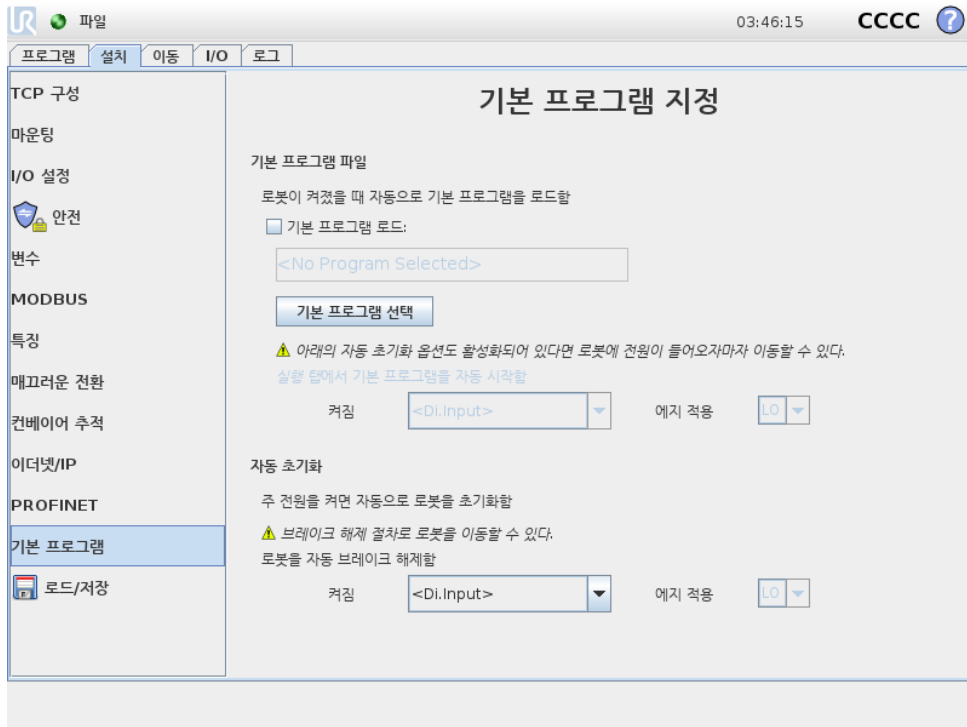 UR 파일 03:46:15 CCCC ?
프로그램 설치 이동 I/O 로그
TCP 구성
마운팅
I/O 설정
안전
변수
MODBUS
특징
매끄러운 전환
컨베이어 추적
이더넷/IP
PROFINET
기본 프로그램
로드/저장
기본 프로그램 지정
기본 프로그램 파일
로봇이 켜졌을 때 자동으로 기본 프로그램을 로드함
기본 프로그램 로드:
<No Program Selected>
기본 프로그램 선택
아래의 자동 초기화 옵션도 활성화되어 있다면 로봇에 전원이 들어오자마자 이동할 수 있다.
실행 탭에서 기본 프로그램을 자동 시작함
켜짐 <Di.Input> 에지 적용 LO
자동 초기화
주 전원을 켜면 자동으로 로봇을 초기화함
브레이크 해제 절차로 로봇을 이동할 수 있다.
로봇을 자동 브레이크 해제함
켜짐 <Di.Input> 에지 적용 LO